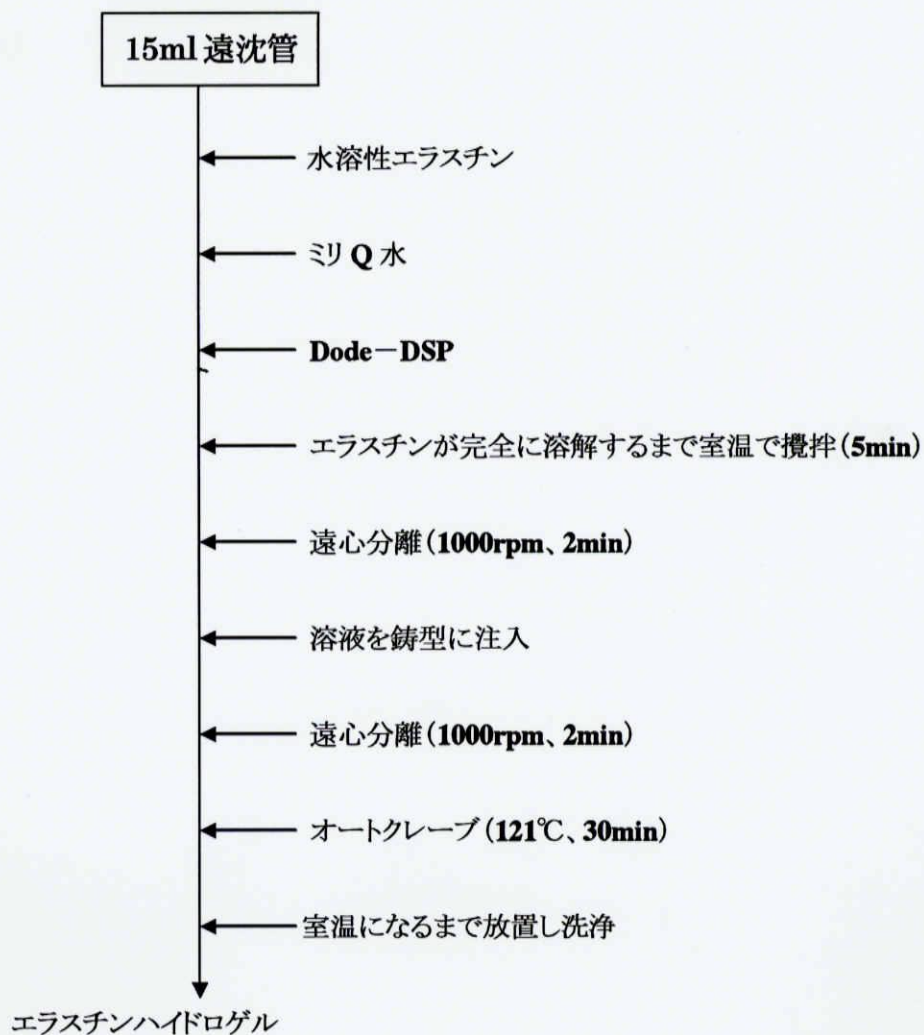 15ml 遠沈管
水溶性エラスチン
ミリ Q 水
Dode－DSP
エラスチンが完全に溶解するまで室温で攪拌（5min）
遠心分離（1000rpm、2min）
溶液を鋳型に注入
遠心分離（1000rpm、2min）
オートクレーブ（121℃、30min）
室温になるまで放置し洗浄
エラスチンハイドロゲル